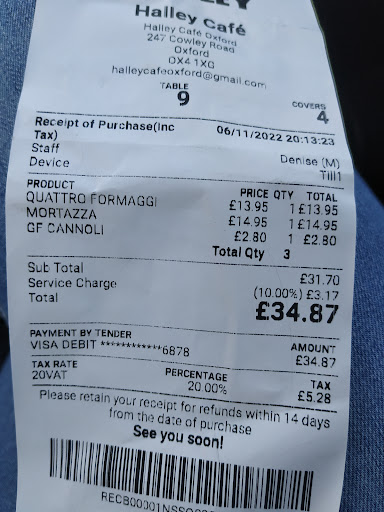 Halley Café
Halley Café Oxford
247 Cowley Road
Oxford
OX4 1XG
halleycafeoxford@gmail.com
TABLE
9
COVERS
4
Receipt of Purchase(Inc Tax)
06/11/2022 20:13:23
Staff Denise (M)
Device Till1
PRODUCT PRICE QTY TOTAL
QUATTRO FORMAGGI £13.95 1 £13.95
MORTAZZA £14.95 1 £14.95
GF CANNOLI £2.80 1 £2.80
Total Qty 3
Sub Total £31.70
Service Charge (10.00%) £3.17
Total £34.87
PAYMENT BY TENDER AMOUNT
VISA DEBIT ************6878 £34.87
TAX RATE PERCENTAGE TAX
20VAT 20.00% £5.28
Please retain your receipt for refunds within 14 days
from the date of purchase
See you soon!